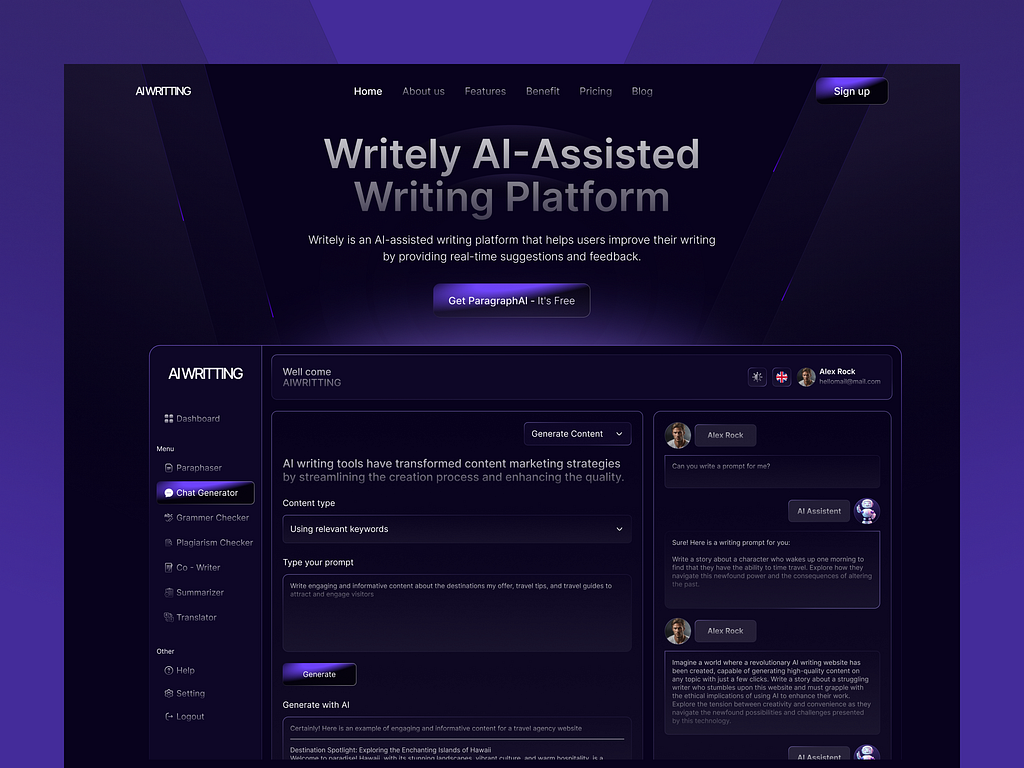 AI WRITTING
Home About us Features Benefit Pricing Blog
Sign up
Writely AI-Assisted
Writing Platform
Writely is an AI-assisted writing platform that helps users improve their writing
by providing real-time suggestions and feedback.
Get ParagraphAI - It's Free
AI WRITTING
Dashboard
Menu
Paraphaser
Chat Generator
Grammer Checker
Plagiarism Checker
Co - Writer
Summarizer
Translator
Other
Help
Setting
Logout
Well come
AIWRITTING
Alex Rock
hellomail@mail.com
Generate Content
AI writing tools have transformed content marketing strategies
by streamlining the creation process and enhancing the quality.
Content type
Using relevant keywords
Type your prompt
Write engaging and informative content about the destinations my offer, travel tips, and travel guides to
attract and engage visitors
Generate
Generate with AI
Certainly! Here is an example of engaging and informative content for a travel agency website
Destination Spotlight: Exploring the Enchanting Islands of Hawaii
Welcome to paradise! Hawaii, with its stunning landscapes, vibrant culture, and warm hospitality, is a
Alex Rock
Can you write a prompt for me?
AI Assistent
Sure! Here is a writing prompt for you:
Write a story about a character who wakes up one morning to
find that they have the ability to time travel. Explore how they
navigate this newfound power and the consequences of altering
the past.
Alex Rock
Imagine a world where a revolutionary AI writing website has
been created, capable of generating high-quality content on
any topic with just a few clicks. Write a story about a struggling
writer who stumbles upon this website and must grapple with
the ethical implications of using AI to enhance their work.
Explore the tension between creativity and convenience as they
navigate the newfound possibilities and challenges presented
by this technology.
AI Assistent